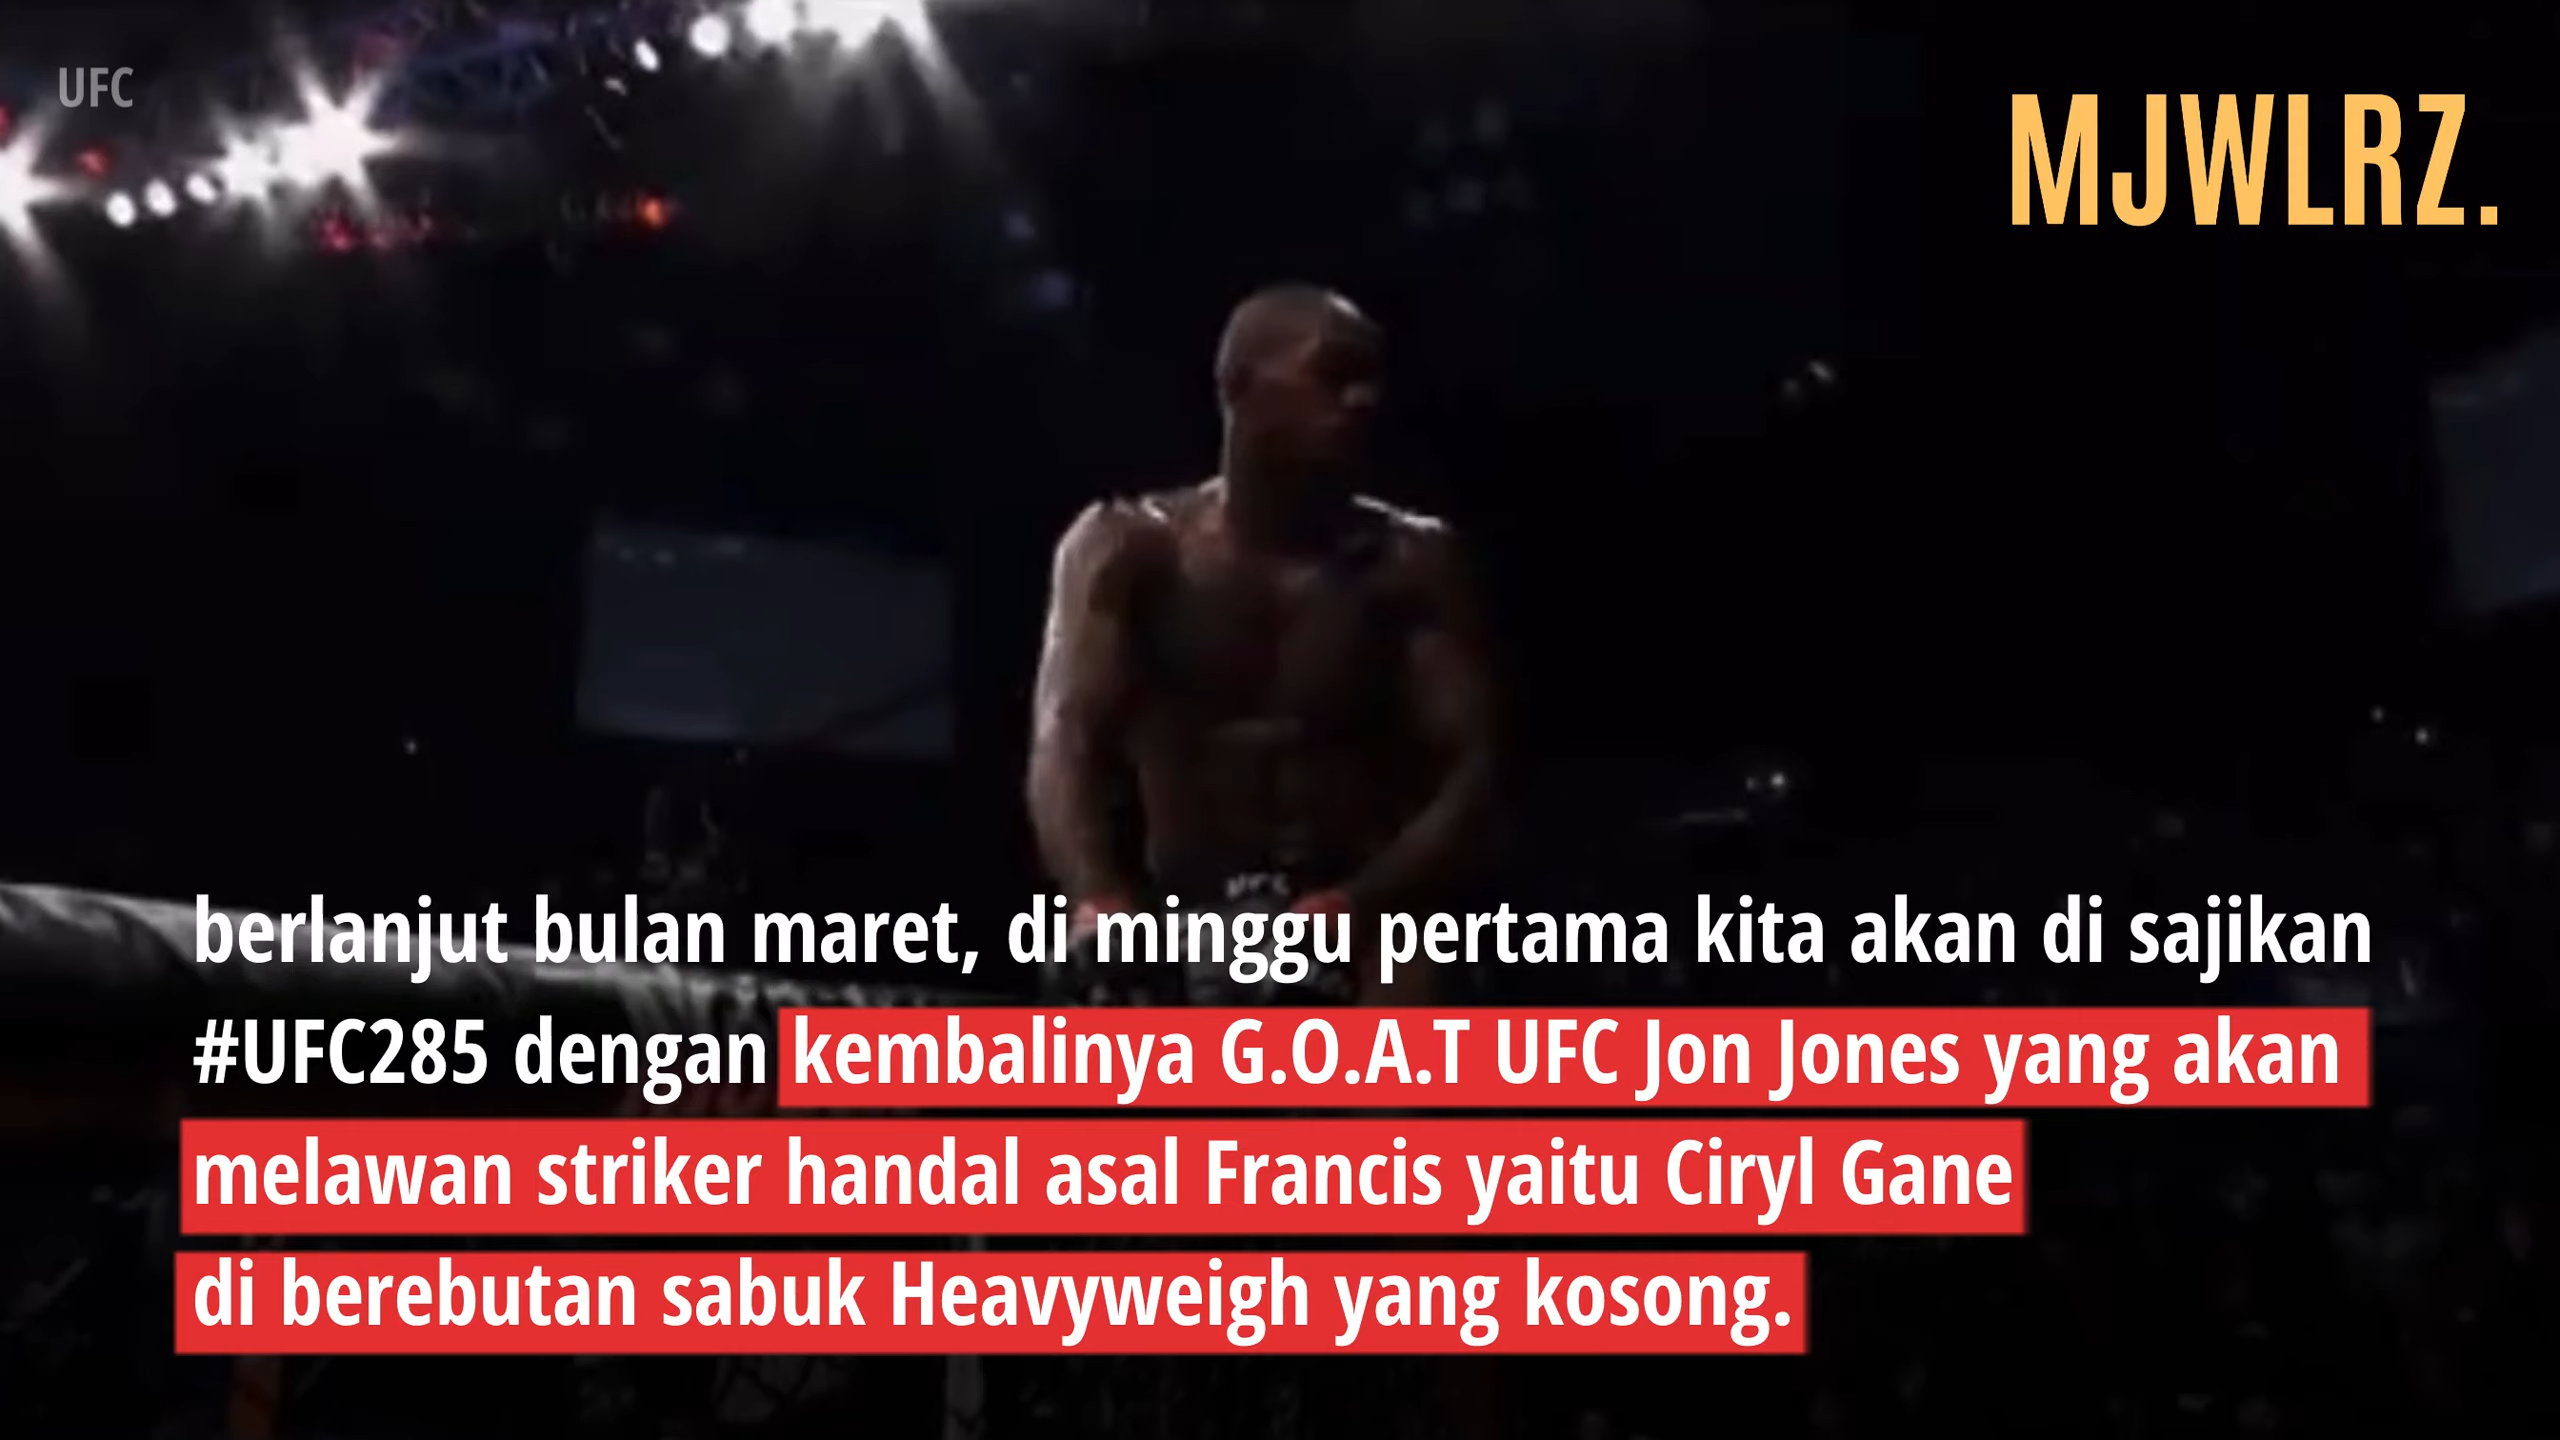 UFC
MJWLRZ.
UFC
berlanjut bulan maret, di minggu pertama kita akan di sajikan
#UFC285 dengan kembalinya G.O.A.T UFC Jon Jones yang akan
melawan striker handal asal Francis yaitu Ciryl Gane
di berebutan sabuk Heavyweigh yang kosong.